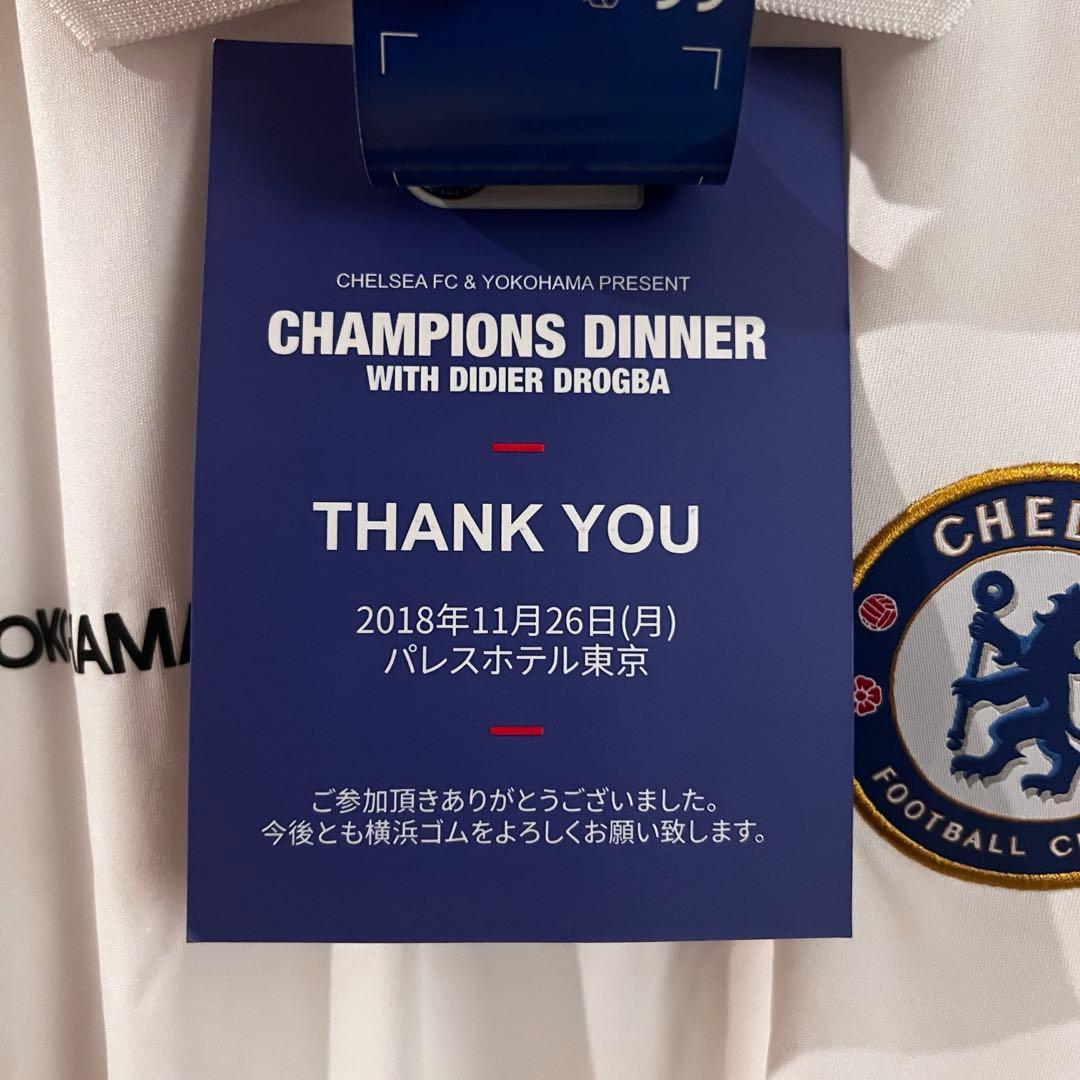 CHELSEA FC & YOKOHAMA PRESENT
CHAMPIONS DINNER
WITH DIDIER DROGBA
THANK YOU
2018年11月26日(月)
パレスホテル東京
ご参加頂きありがとうございました。
今後とも横浜ゴムをよろしくお願い致します。
FOOTBALL